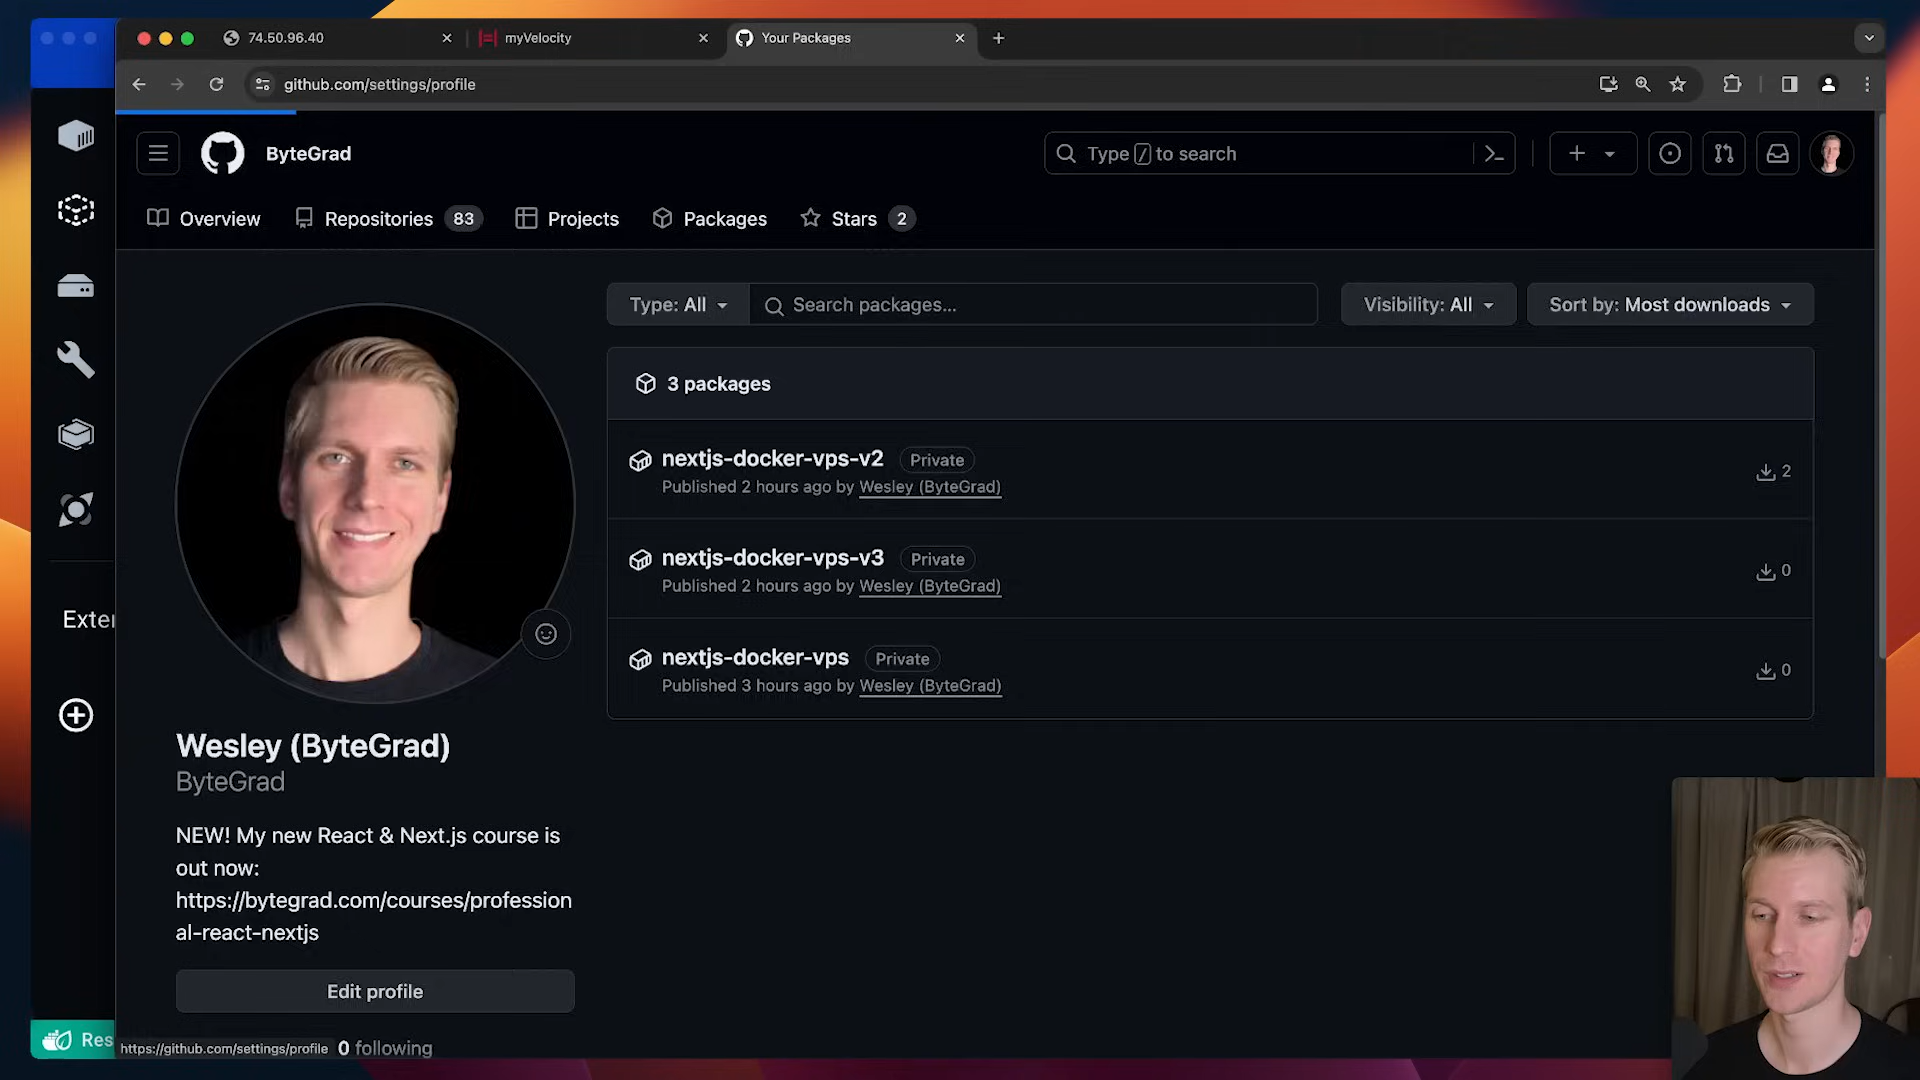 74.50.96.40
myVelocity
Your Packages
github.com/settings/profile
ByteGrad
Type / to search
Overview
Repositories 83
Projects
Packages
Stars 2
Type: All
Search packages...
Visibility: All
Sort by: Most downloads
3 packages
nextjs-docker-vps-v2 Private
Published 2 hours ago by Wesley (ByteGrad)
2
nextjs-docker-vps-v3 Private
Published 2 hours ago by Wesley (ByteGrad)
0
nextjs-docker-vps Private
Published 3 hours ago by Wesley (ByteGrad)
0
Exter
Wesley (ByteGrad)
ByteGrad
NEW! My new React & Next.js course is
out now:
https://bytegrad.com/courses/profession
al-react-nextjs
Edit profile
Res
https://github.com/settings/profile
0 following